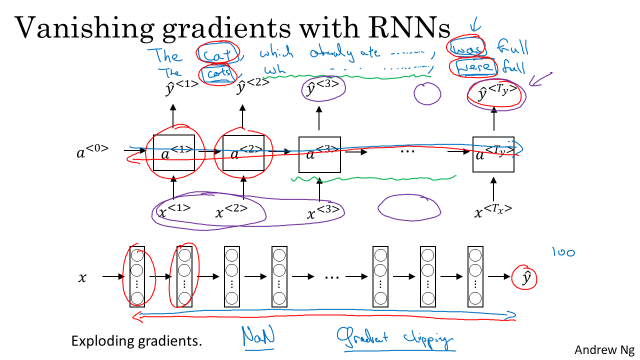 Vanishing gradients with RNNs
The cat, which already ate ........, was full
The cats, wh ........, were full
ŷ<1> ŷ<2> ŷ<3> ŷ<Ty>
a<0> a<1> a<2> a<3> ... a<Ty>
x<1> x<2> x<3> x<Tx>
x ... ŷ 100
Exploding gradients. NaN Gradient clipping
Andrew Ng